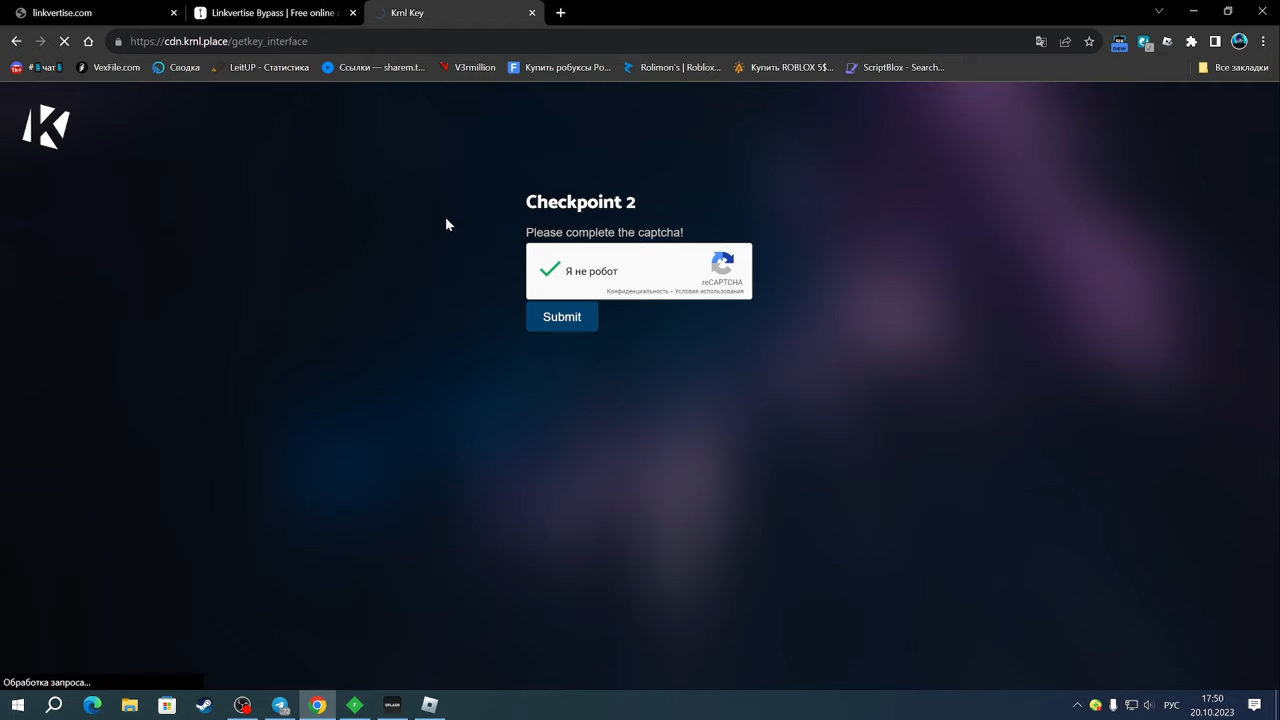 linkvertise.com
Linkvertise Bypass | Free online
Krnl Key
https://cdn.krnl.place/getkey_interface
new
VexFile.com
Сводка
LeitUP - Статистика
Ссылки — sharem.t...
V3rmillion
Купить робуксы Ро...
Rolimon's | Roblox...
Купить ROBLOX 5$...
ScriptBlox - Search...
Все закладки
Checkpoint 2
Please complete the captcha!
Я не робот
reCAPTCHA
Конфиденциальность - Условия использования
Submit
Обработка запроса...
РУС
17:50
20.10.2023